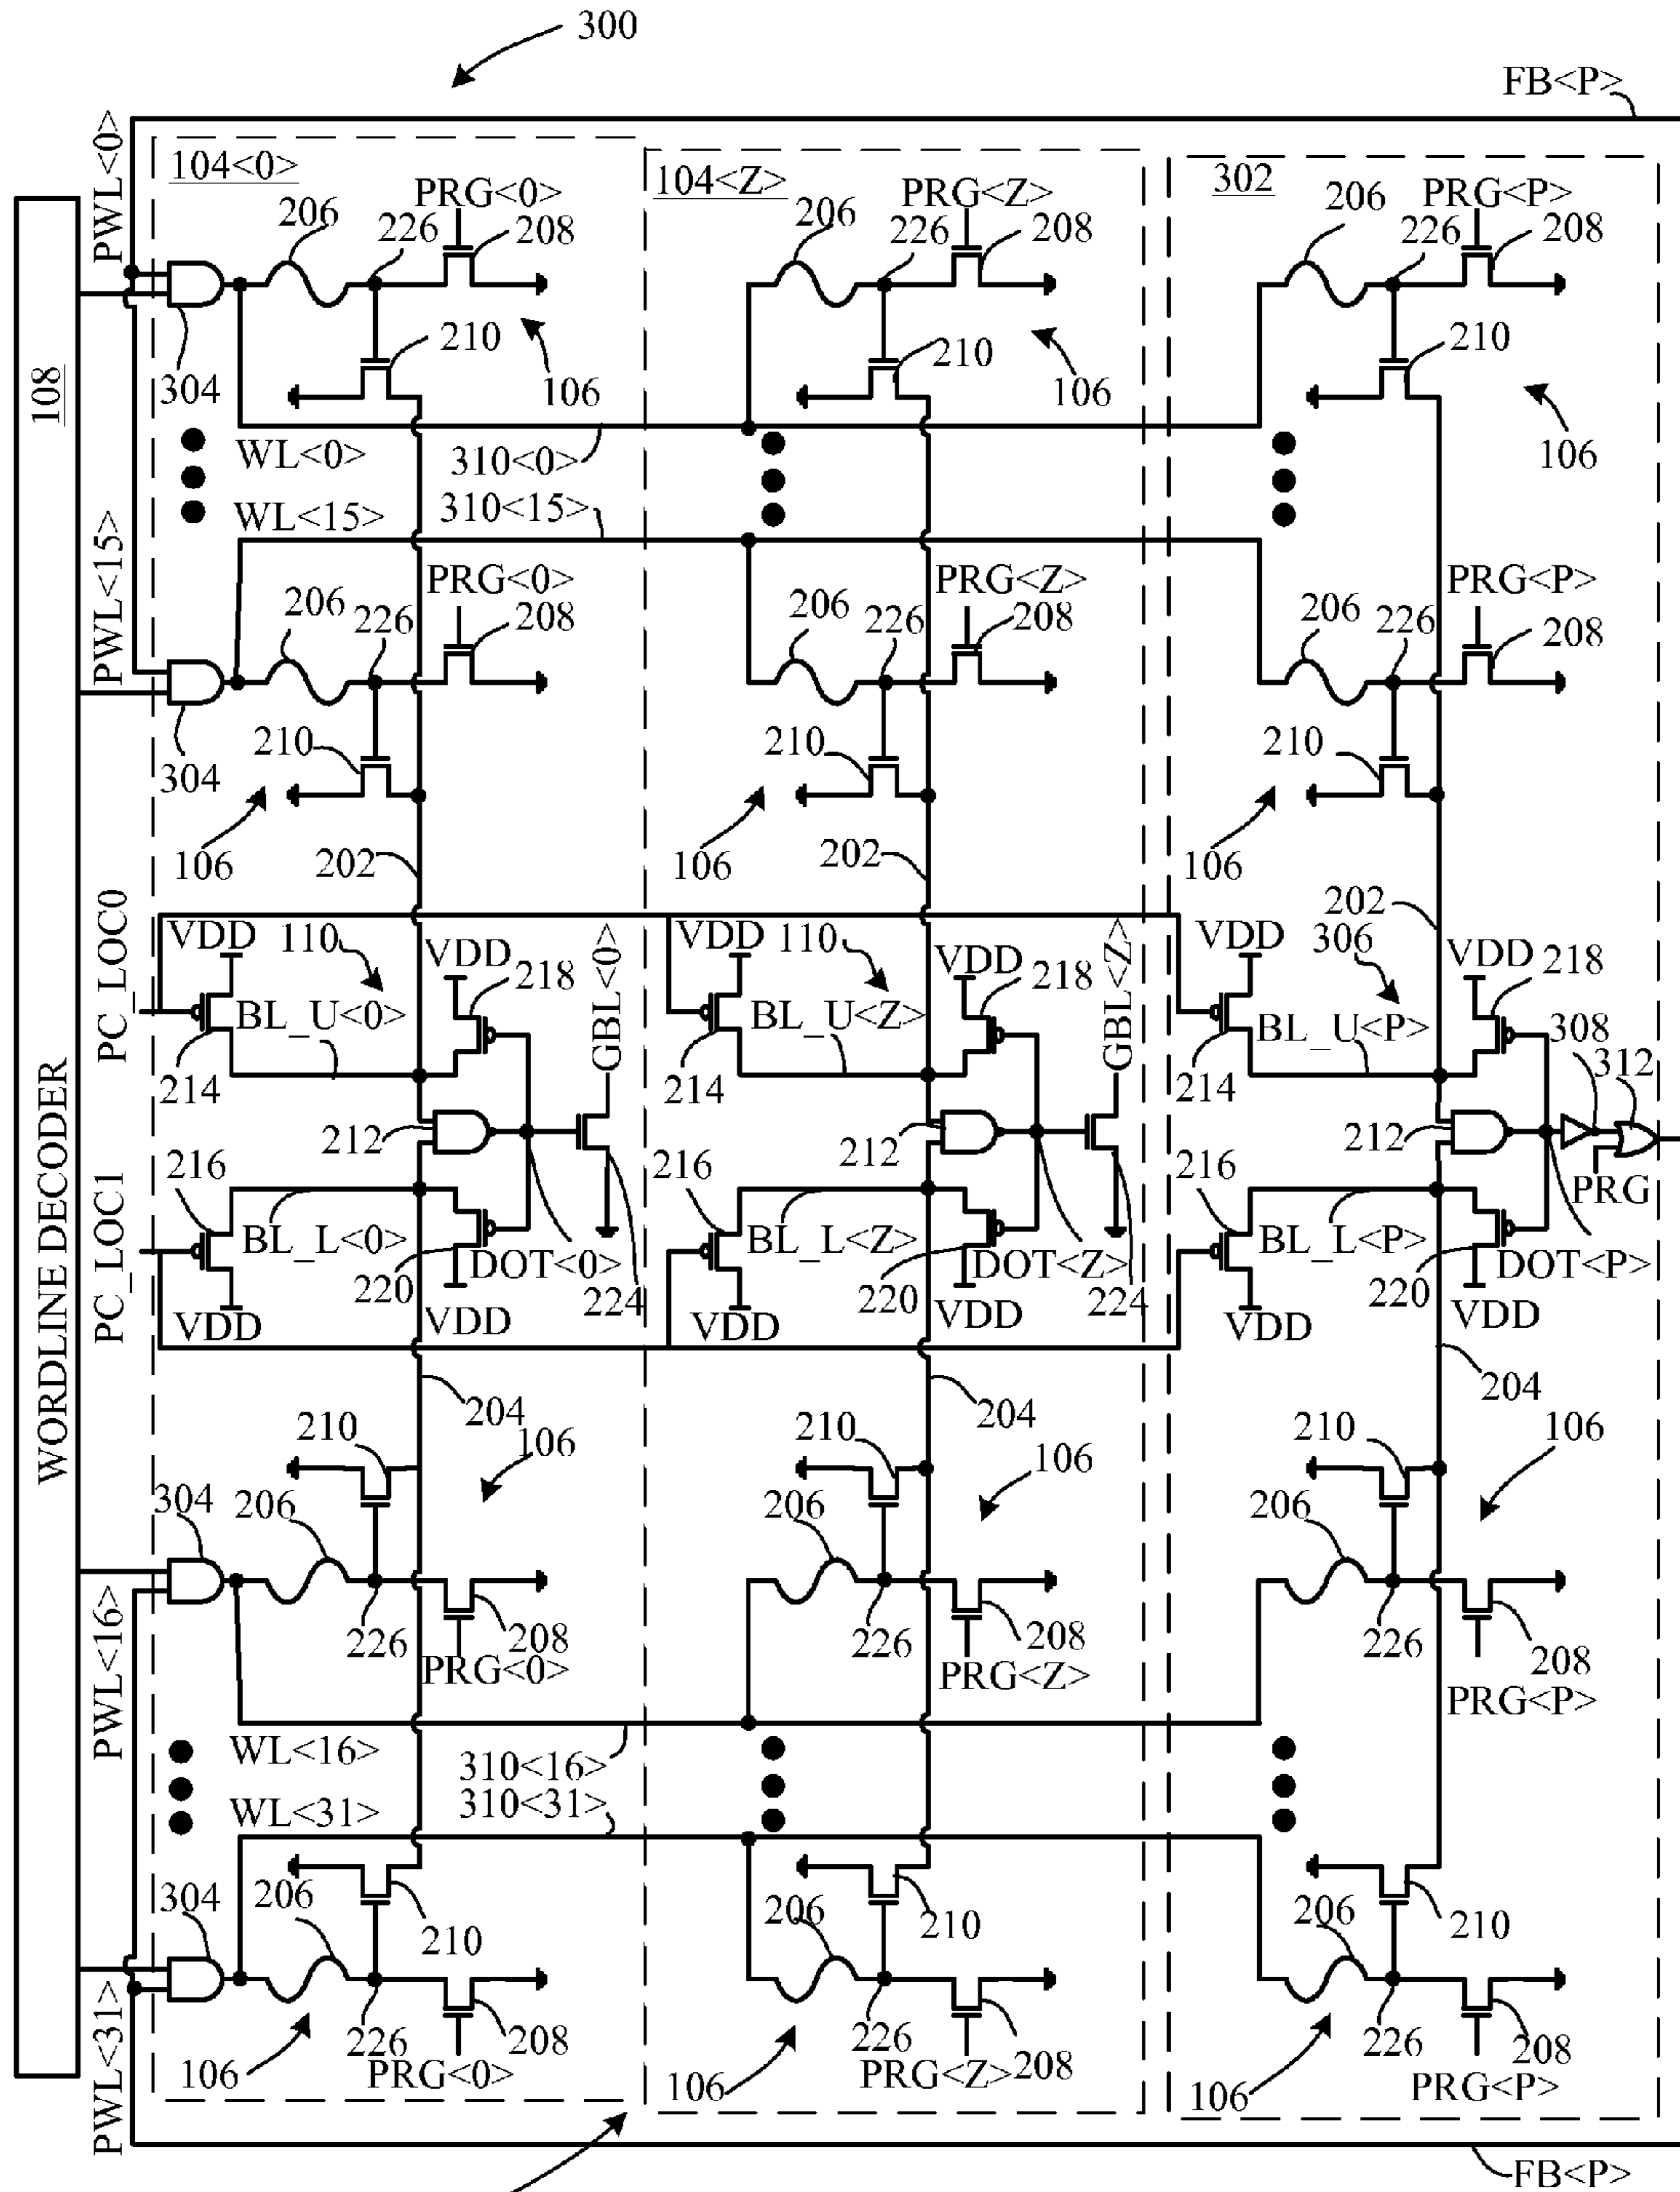 300
FB<P>
PWL<0>
104<0>
104<Z>
302
206
226
PRG<0>
208
206
226
PRG<Z>
208
206
226
PRG<P>
208
304
210
106
210
106
210
106
108
WL<0>
310<0>
WL<15>
310<15>
PWL<15>
206
226
PRG<0>
208
206
226
PRG<Z>
208
206
226
PRG<P>
208
304
210
210
210
106
202
106
202
106
202
PC_LOC0
VDD
110
VDD
218
GBL<0>
VDD
110
VDD
218
GBL<Z>
VDD
306
VDD
218
BL_U<0>
BL_U<Z>
BL_U<P>
308
312
214
214
214
212
212
212
WORDLINE DECODER
PC_LOC1
216
216
216
PRG
BL_L<0>
220
DOT<0>
224
BL_L<Z>
220
DOT<Z>
224
BL_L<P>
220
DOT<P>
VDD
VDD
VDD
VDD
VDD
VDD
204
204
204
210
106
210
106
210
106
304
206
206
206
PWL<16>
226
208
PRG<0>
226
208
PRG<Z>
226
208
PRG<P>
WL<16>
310<16>
WL<31>
310<31>
304
206
210
206
210
206
210
PWL<31>
106
226
208
PRG<0>
106
226
208
PRG<Z>
106
226
208
PRG<P>
FB<P>